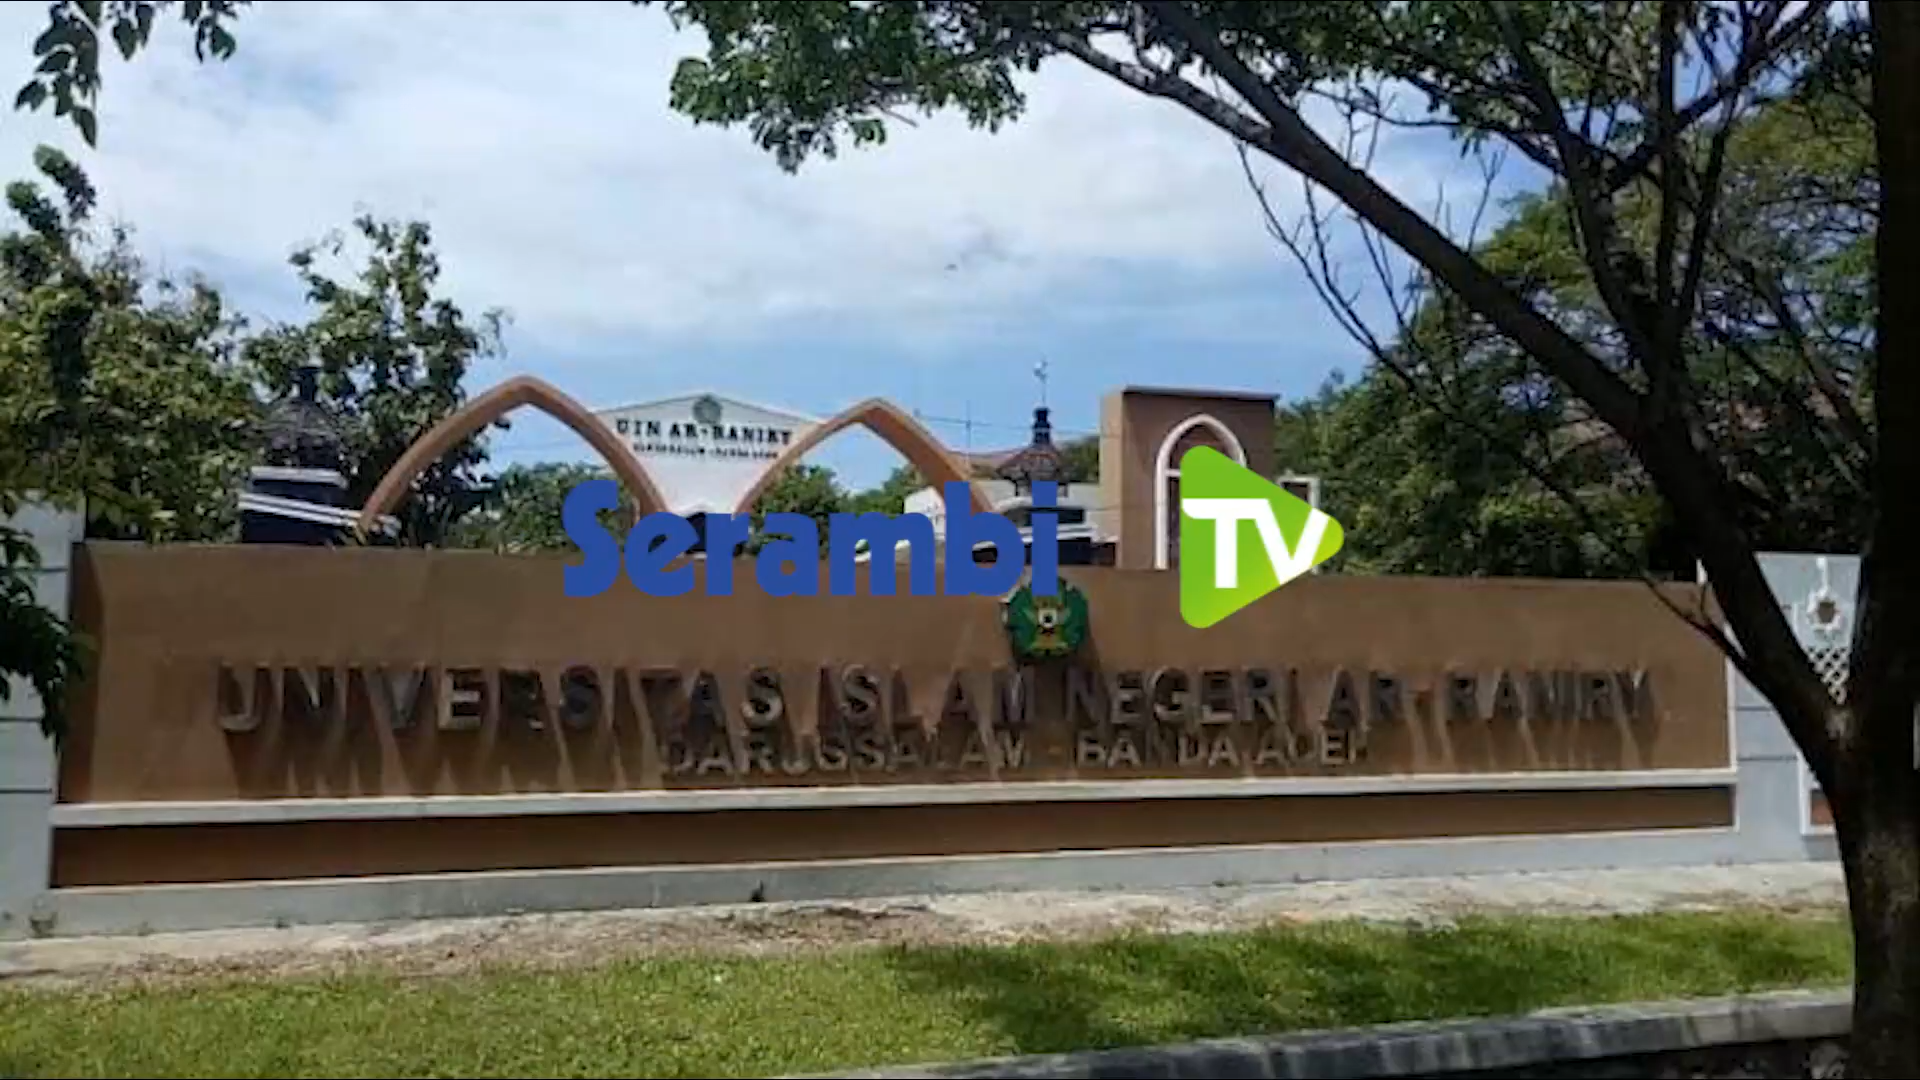 UIN AR-RANIRY
Serambi TV
UNIVERSITAS ISLAM NEGERI AR-RANIRY
DARUSSALAM - BANDA ACEH